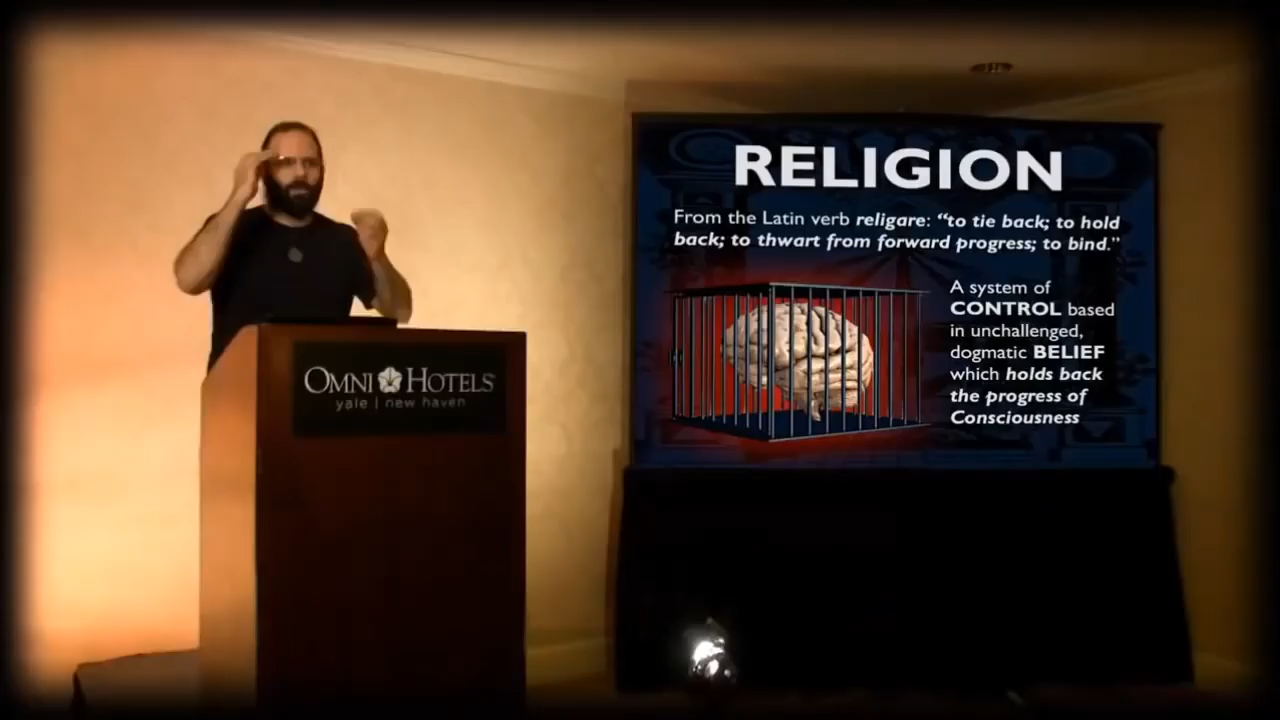 OMNI HOTELS
yale | new haven
RELIGION
From the Latin verb religare: “to tie back; to hold
back; to thwart from forward progress; to bind.”
A system of
CONTROL based
in unchallenged,
dogmatic BELIEF
which holds back
the progress of
Consciousness